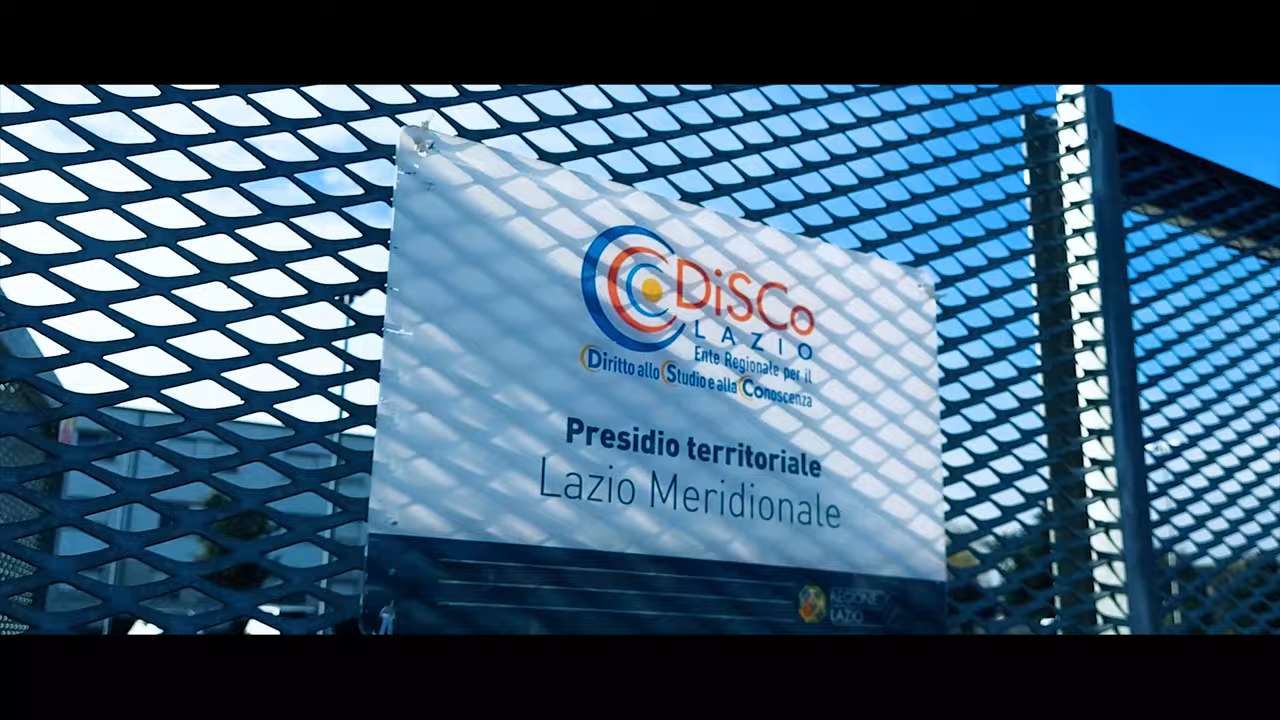 DiSCo
LAZIO
Ente Regionale per il
Diritto allo Studio e alla Conoscenza
Presidio territoriale
Lazio Meridionale
REGIONE
LAZIO